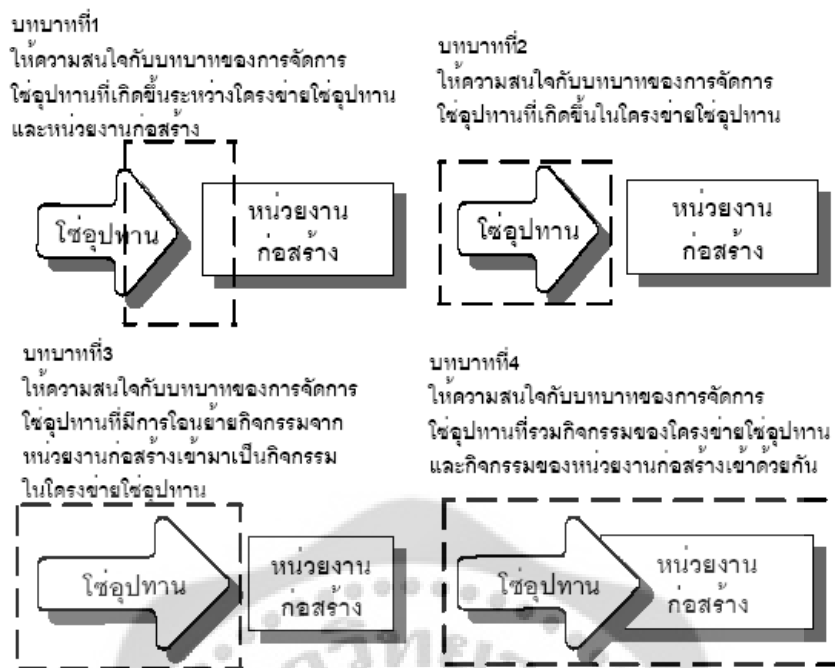 บทบาทที่1
ให้ความสนใจกับบทบาทของการจัดการ
โซ่อุปทานที่เกิดขึ้นระหว่างโครงข่ายโซ่อุปทาน
และหน่วยงานก่อสร้าง
โซ่อุปทาน
หน่วยงาน
ก่อสร้าง
บทบาทที่2
ให้ความสนใจกับบทบาทของการจัดการ
โซ่อุปทานที่เกิดขึ้นในโครงข่ายโซ่อุปทาน
โซ่อุปทาน
หน่วยงาน
ก่อสร้าง
บทบาทที่3
ให้ความสนใจกับบทบาทของการจัดการ
โซ่อุปทานที่มีการโอนย้ายกิจกรรมจาก
หน่วยงานก่อสร้างเข้ามาเป็นกิจกรรม
ในโครงข่ายโซ่อุปทาน
โซ่อุปทาน
หน่วยงาน
ก่อสร้าง
บทบาทที่4
ให้ความสนใจกับบทบาทของการจัดการ
โซ่อุปทานที่รวมกิจกรรมของโครงข่ายโซ่อุปทาน
และกิจกรรมของหน่วยงานก่อสร้างเข้าด้วยกัน
โซ่อุปทาน
หน่วยงาน
ก่อสร้าง